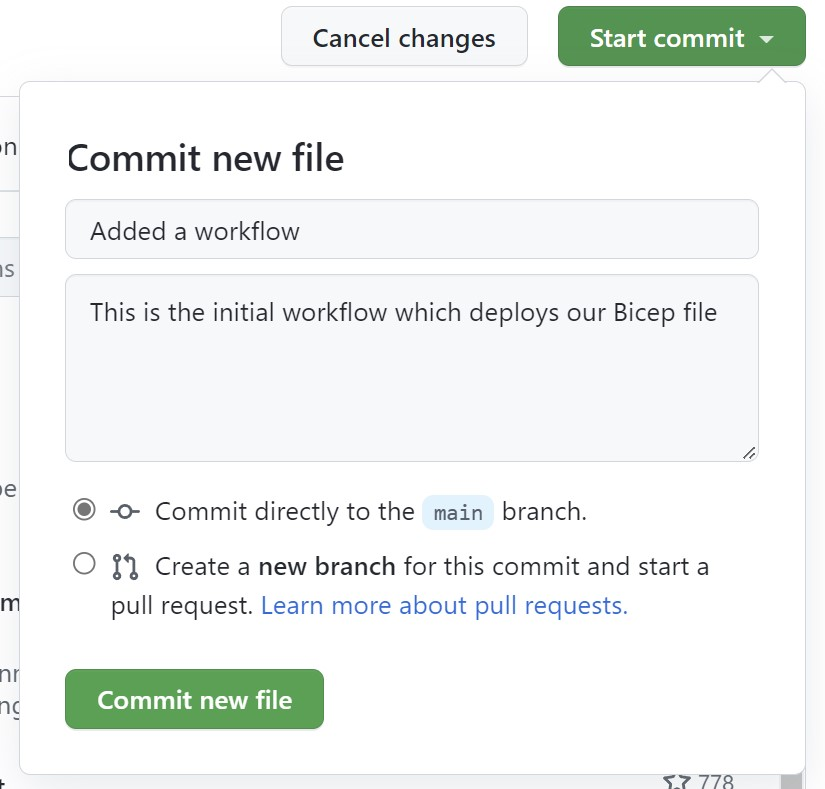 Cancel changes
Start commit
on
Commit new file
Added a workflow
ns
This is the initial workflow which deploys our Bicep file
Commit directly to the main branch.
Create a new branch for this commit and start a
pull request. Learn more about pull requests.
Commit new file
778